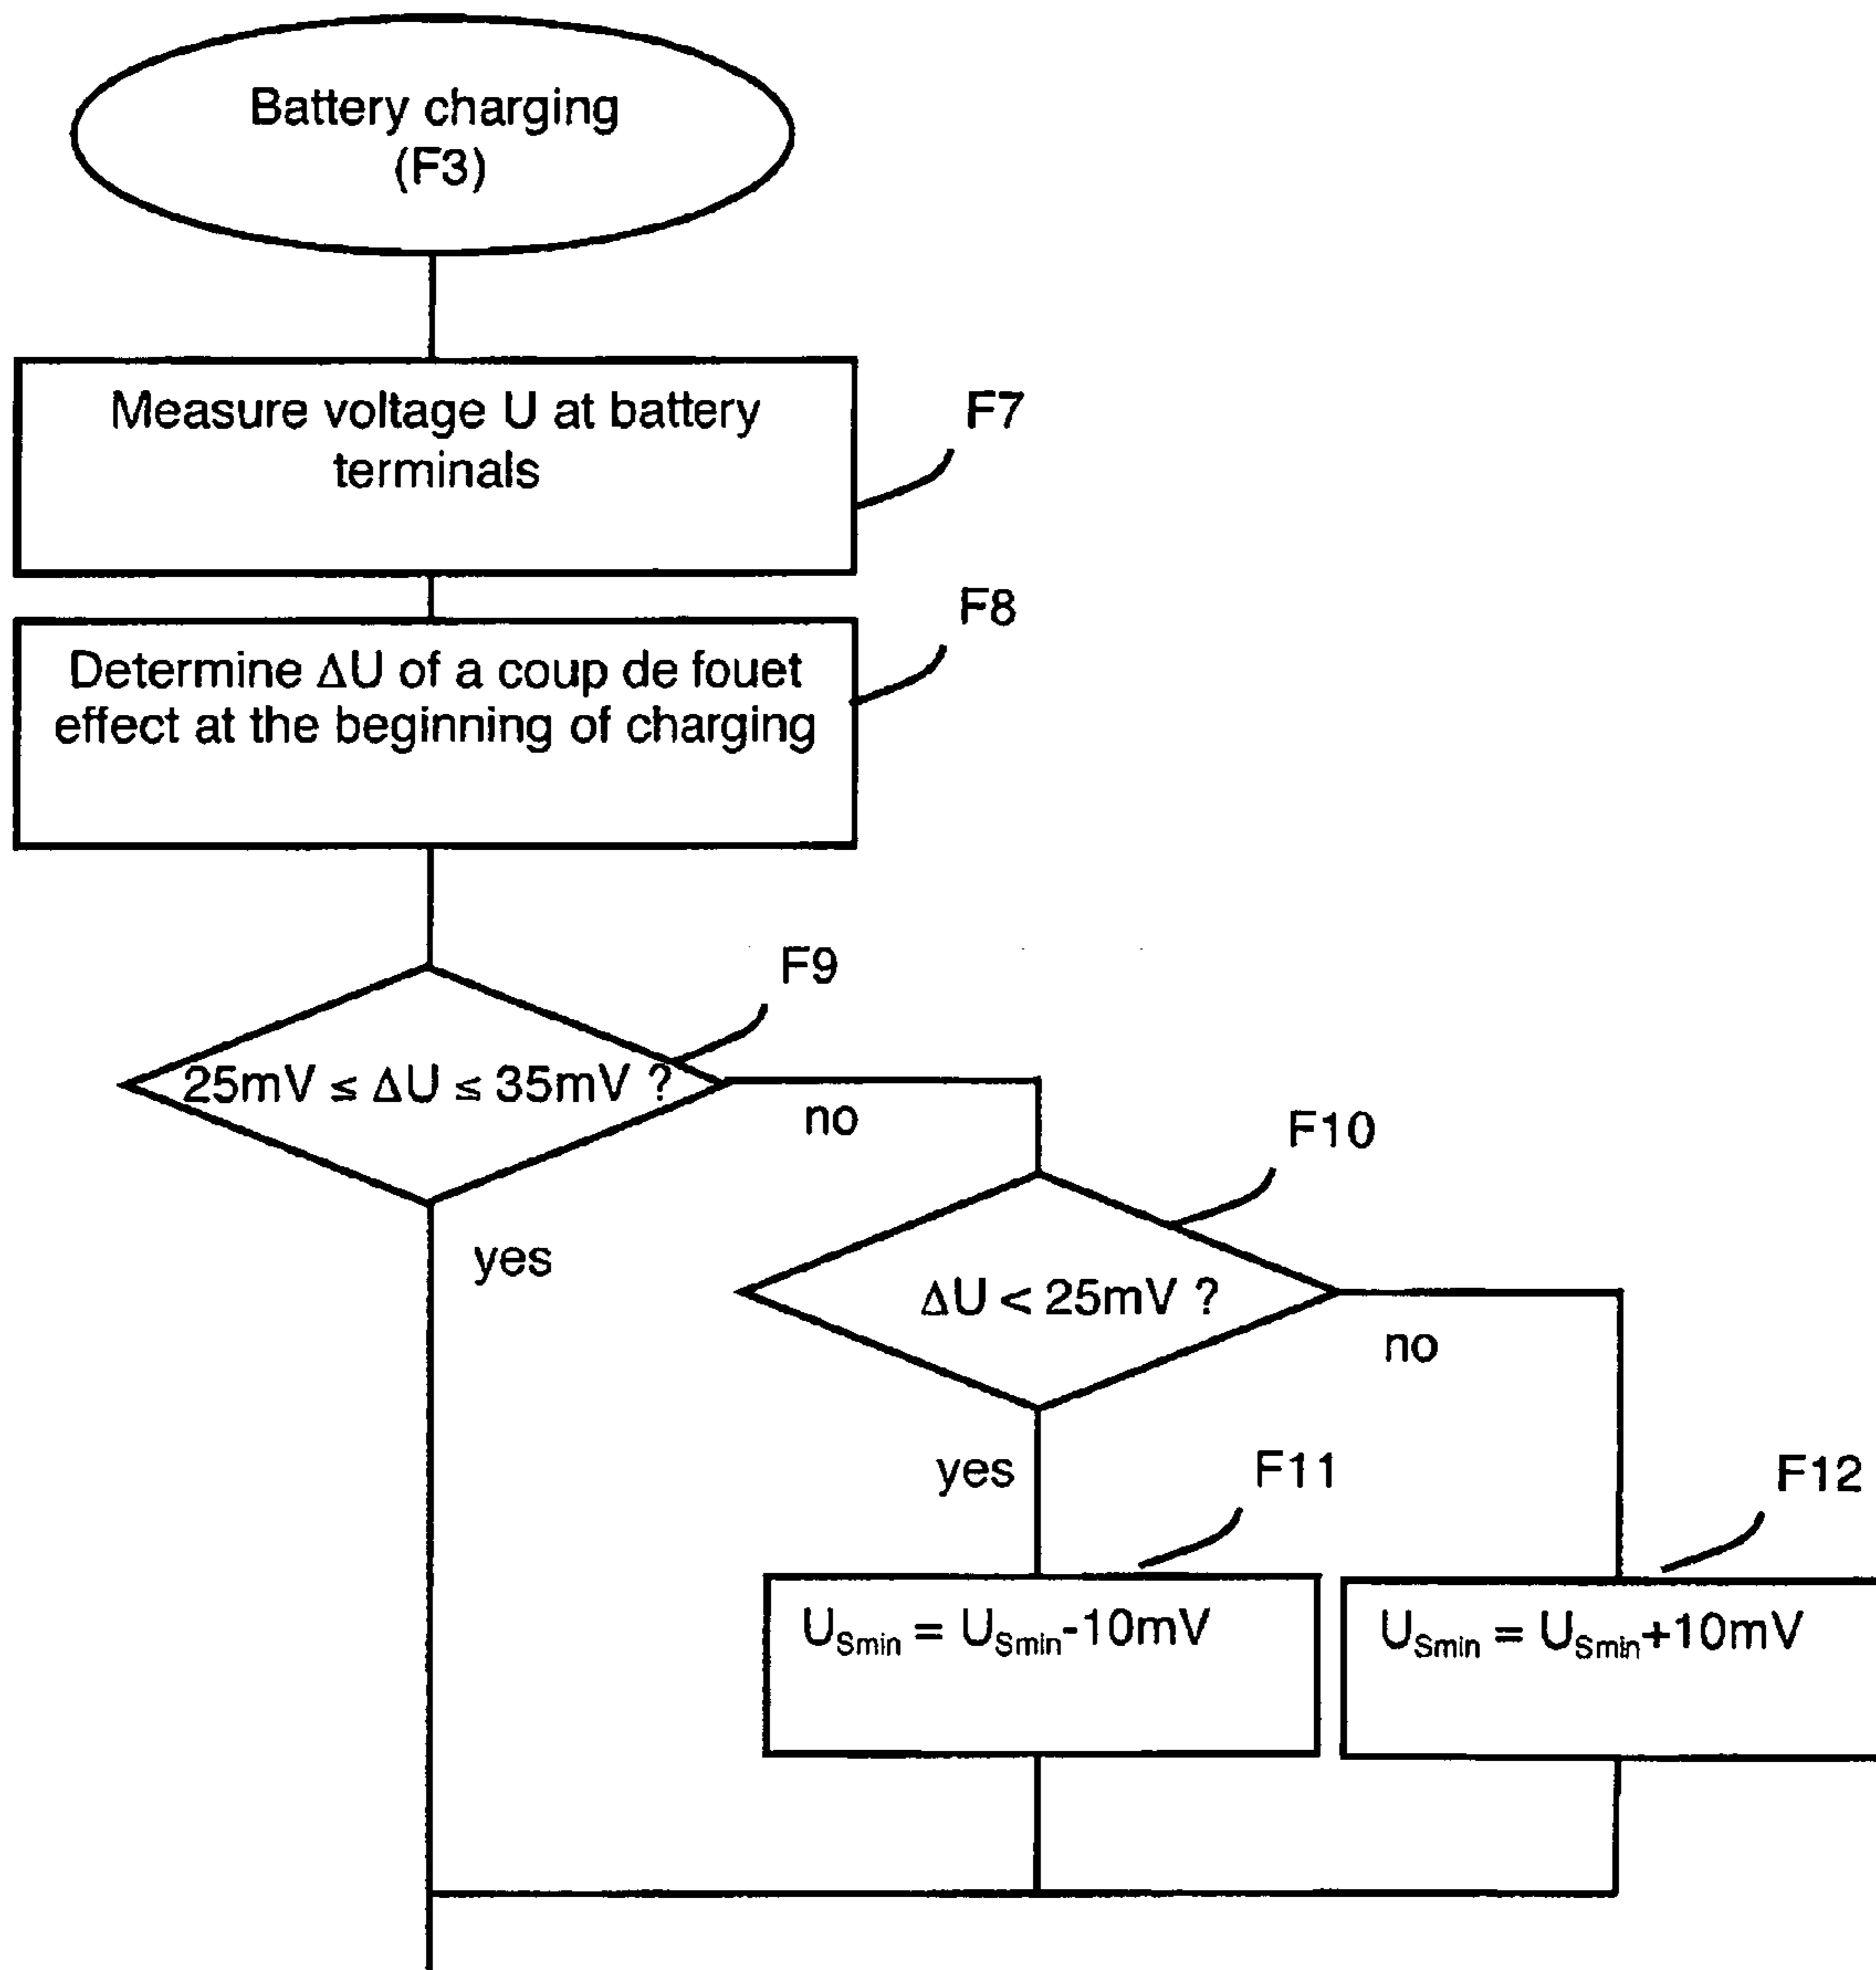 Battery charging
(F3)
Measure voltage U at battery
terminals
F7
F8
Determine ΔU of a coup de fouet
effect at the beginning of charging
F9
25mV ≤ ΔU ≤ 35mV ?
no
F10
yes
ΔU < 25mV ?
no
yes
F11
F12
U_Smin = U_Smin-10mV
U_Smin = U_Smin+10mV